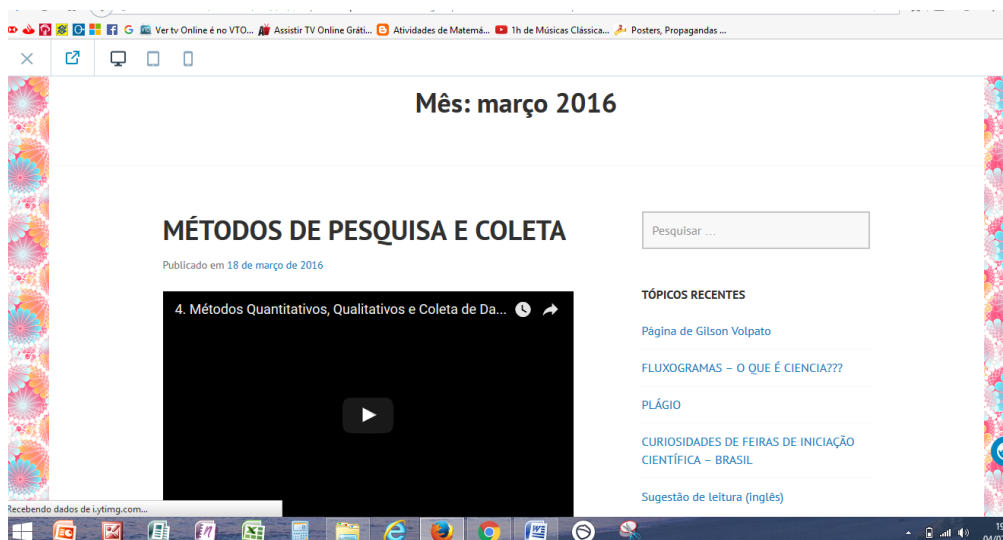 Ver tv Online é no VTO... Assistir TV Online Gráti... Atividades de Matemá... 1h de Músicas Clássica... Posters, Propagandas ...
Mês: março 2016
MÉTODOS DE PESQUISA E COLETA
Publicado em 18 de março de 2016
4. Métodos Quantitativos, Qualitativos e Coleta de Da...
Pesquisar ...
TÓPICOS RECENTES
Página de Gilson Volpato
FLUXOGRAMAS – O QUE É CIENCIA???
PLÁGIO
CURIOSIDADES DE FEIRAS DE INICIAÇÃO
CIENTÍFICA – BRASIL
Sugestão de leitura (inglês)
Recebendo dados de i.ytimg.com...